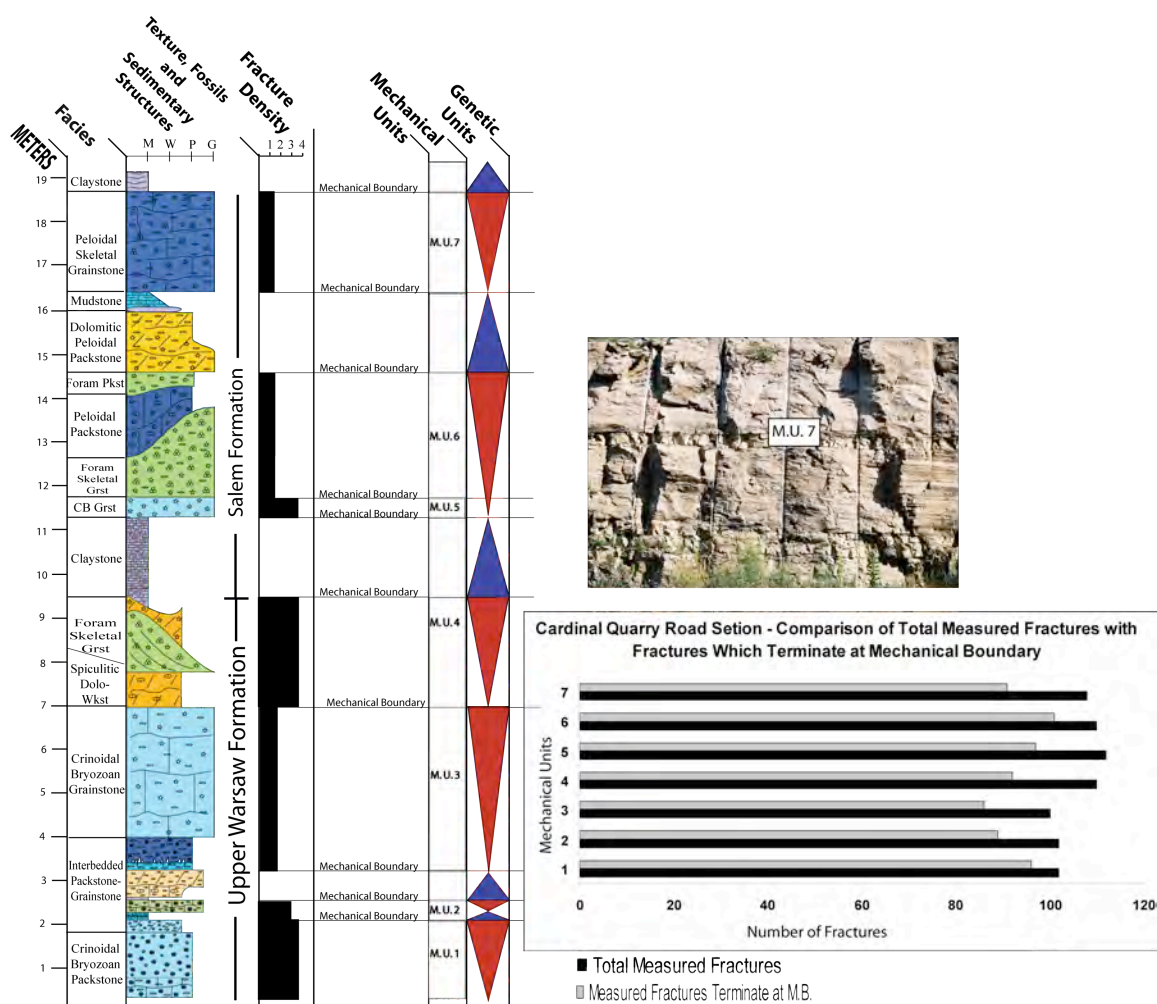 METERS
Facies
Texture, Fossils
and
Sedimentary
Structures
Fracture
Density
Mechanical
Units
Genetic
Units
M W P G
1 2 3 4
19
18
17
16
15
14
13
12
11
10
9
8
7
6
5
4
3
2
1
Claystone
Peloidal
Skeletal
Grainstone
Mudstone
Dolomitic
Peloidal
Packstone
Foram Pkst
Peloidal
Packstone
Foram
Skeletal
Grst
CB Grst
Claystone
Foram
Skeletal
Grst
Spiculitic
Dolo-
Wkst
Crinoidal
Bryozoan
Grainstone
Interbedded
Packstone-
Grainstone
Crinoidal
Bryozoan
Packstone
Salem Formation
Upper Warsaw Formation
Mechanical Boundary
Mechanical Boundary
Mechanical Boundary
Mechanical Boundary
Mechanical Boundary
Mechanical Boundary
Mechanical Boundary
Mechanical Boundary
Mechanical Boundary
Mechanical Boundary
M.U.7
M.U.6
M.U.5
M.U.4
M.U.3
M.U.2
M.U.1
M.U. 7
Cardinal Quarry Road Setion - Comparison of Total Measured Fractures with
Fractures Which Terminate at Mechanical Boundary
Mechanical Units
7
6
5
4
3
2
1
0 20 40 60 80 100 120
Number of Fractures
Total Measured Fractures
Measured Fractures Terminate at M.B.